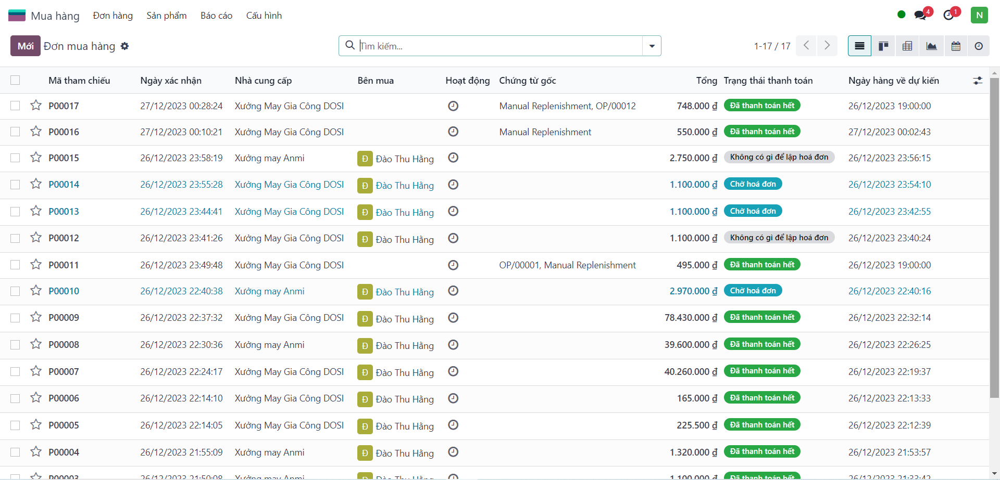 Mua hàng Đơn hàng Sản phẩm Báo cáo Cấu hình 4 1 N
Mới Đơn mua hàng Tìm kiếm... 1-17 / 17
Mã tham chiếu Ngày xác nhận Nhà cung cấp Bên mua Hoạt động Chứng từ gốc Tổng Trạng thái thanh toán Ngày hàng về dự kiến
P00017 27/12/2023 00:28:24 Xưởng May Gia Công DOSI Manual Replenishment, OP/00012 748.000 ₫ Đã thanh toán hết 26/12/2023 19:00:00
P00016 27/12/2023 00:10:21 Xưởng May Gia Công DOSI Manual Replenishment 550.000 ₫ Đã thanh toán hết 27/12/2023 00:02:43
P00015 26/12/2023 23:58:19 Xưởng may Anmi Đ Đào Thu Hằng 2.750.000 ₫ Không có gì để lập hoá đơn 26/12/2023 23:56:15
P00014 26/12/2023 23:55:28 Xưởng May Gia Công DOSI Đ Đào Thu Hằng 1.100.000 ₫ Chờ hoá đơn 26/12/2023 23:54:10
P00013 26/12/2023 23:44:41 Xưởng May Gia Công DOSI Đ Đào Thu Hằng 1.100.000 ₫ Chờ hoá đơn 26/12/2023 23:42:55
P00012 26/12/2023 23:41:26 Xưởng May Gia Công DOSI Đ Đào Thu Hằng 1.100.000 ₫ Không có gì để lập hoá đơn 26/12/2023 23:40:24
P00011 26/12/2023 23:49:48 Xưởng May Gia Công DOSI OP/00001, Manual Replenishment 495.000 ₫ Đã thanh toán hết 26/12/2023 19:00:00
P00010 26/12/2023 22:40:38 Xưởng may Anmi Đ Đào Thu Hằng 2.970.000 ₫ Chờ hoá đơn 26/12/2023 22:40:16
P00009 26/12/2023 22:37:32 Xưởng May Gia Công DOSI Đ Đào Thu Hằng 78.430.000 ₫ Đã thanh toán hết 26/12/2023 22:32:14
P00008 26/12/2023 22:30:36 Xưởng may Anmi Đ Đào Thu Hằng 39.600.000 ₫ Đã thanh toán hết 26/12/2023 22:26:25
P00007 26/12/2023 22:24:17 Xưởng May Gia Công DOSI Đ Đào Thu Hằng 40.260.000 ₫ Đã thanh toán hết 26/12/2023 22:19:37
P00006 26/12/2023 22:14:10 Xưởng May Gia Công DOSI Đ Đào Thu Hằng 165.000 ₫ Đã thanh toán hết 26/12/2023 22:13:33
P00005 26/12/2023 22:14:05 Xưởng May Gia Công DOSI Đ Đào Thu Hằng 225.500 ₫ Đã thanh toán hết 26/12/2023 22:12:39
P00004 26/12/2023 21:55:09 Xưởng may Anmi Đ Đào Thu Hằng 1.320.000 ₫ Đã thanh toán hết 26/12/2023 21:53:57
P00003 26/12/2023 21:50:08 Xưởng may Anmi Đ Đào Thu Hằng 1.100.000 ₫ Đã thanh toán hết 26/12/2023 21:33:42